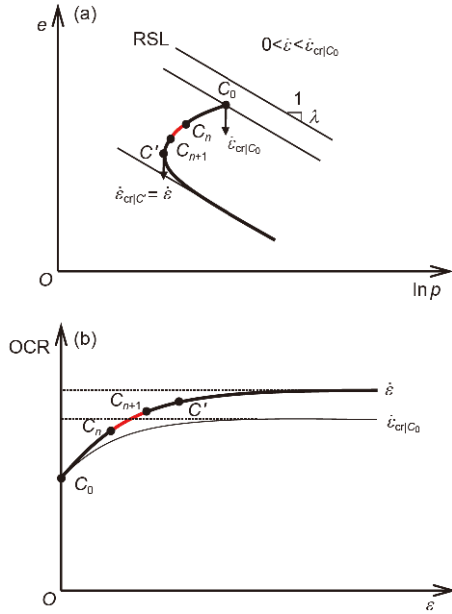 (a)
e
RSL
0<ε̇<ε̇cr|C₀
C₀
1
λ
Cₙ
ε̇cr|C₀
C′
Cₙ₊₁
ε̇cr|C′ = ε̇
O
ln p
(b)
OCR
ε̇
Cₙ₊₁
C′
Cₙ
ε̇cr|C₀
C₀
O
ε